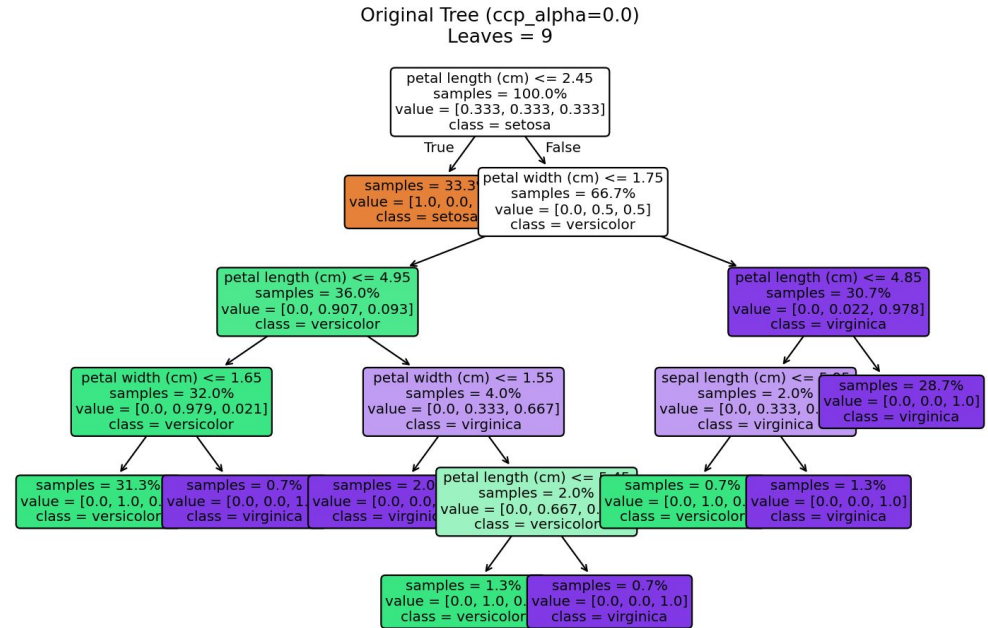 Original Tree (ccp_alpha=0.0)
Leaves = 9
petal length (cm) <= 2.45
samples = 100.0%
value = [0.333, 0.333, 0.333]
class = setosa
True
False
samples = 33.3
value = [1.0, 0.0,
class = setosa
petal width (cm) <= 1.75
samples = 66.7%
value = [0.0, 0.5, 0.5]
class = versicolor
petal length (cm) <= 4.95
samples = 36.0%
value = [0.0, 0.907, 0.093]
class = versicolor
petal length (cm) <= 4.85
samples = 30.7%
value = [0.0, 0.022, 0.978]
class = virginica
petal width (cm) <= 1.65
samples = 32.0%
value = [0.0, 0.979, 0.021]
class = versicolor
petal width (cm) <= 1.55
samples = 4.0%
value = [0.0, 0.333, 0.667]
class = virginica
sepal length (cm) <=
samples = 2.0%
value = [0.0, 0.333, 0.
class = virginica
samples = 28.7%
value = [0.0, 0.0, 1.0]
class = virginica
samples = 31.3%
value = [0.0, 1.0, 0.
class = versicolor
samples = 0.7%
value = [0.0, 0.0, 1.
class = virginica
samples = 2.0
value = [0.0, 0.0,
class = virginic
petal length (cm) <=
samples = 2.0%
value = [0.0, 0.667, 0.
class = versicolor
samples = 0.7%
value = [0.0, 1.0, 0.
class = versicolor
samples = 1.3%
value = [0.0, 0.0, 1.0]
class = virginica
samples = 1.3%
value = [0.0, 1.0, 0.
class = versicolor
samples = 0.7%
value = [0.0, 0.0, 1.0]
class = virginica